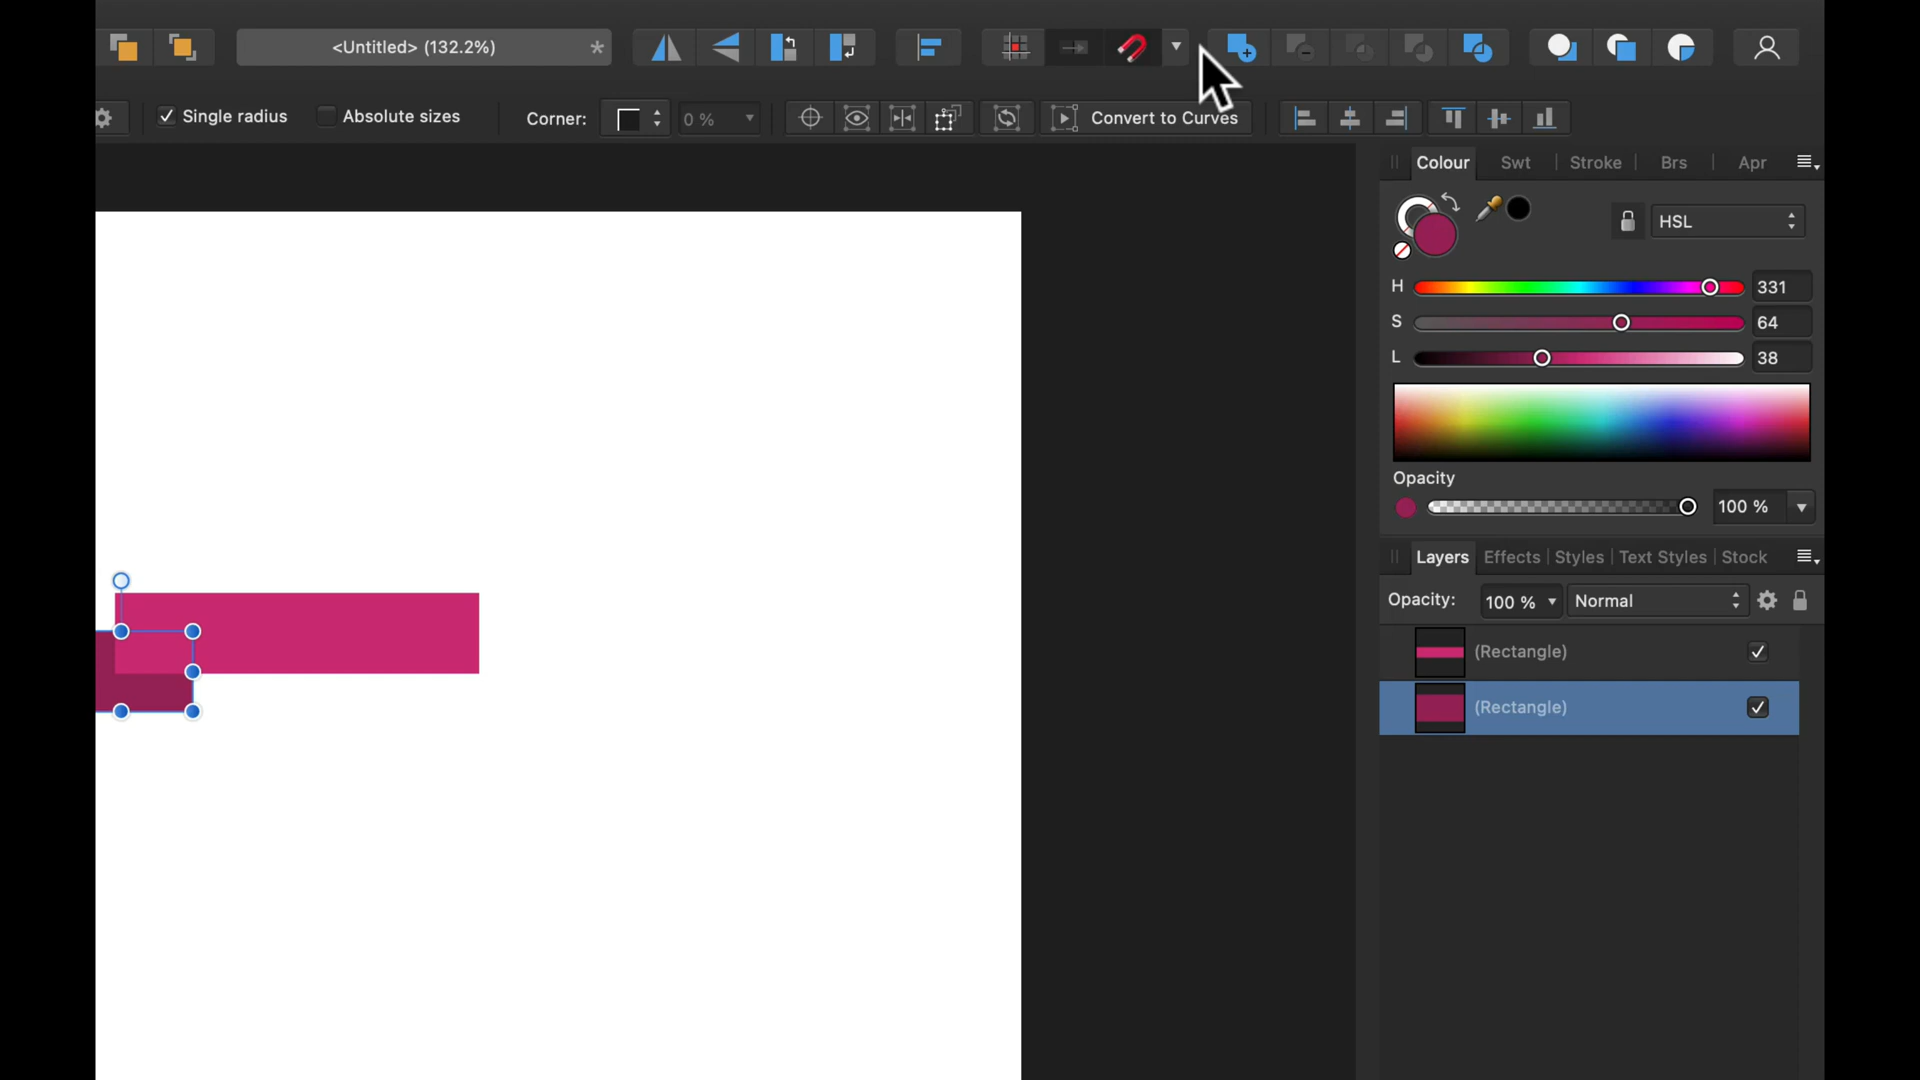 <Untitled> (132.2%) *
Single radius Absolute sizes Corner: 0 % Convert to Curves
Colour Swt Stroke Brs Apr
HSL
H 331
S 64
L 38
Opacity
100 %
Layers Effects Styles Text Styles Stock
Opacity: 100 % Normal
(Rectangle)
(Rectangle)